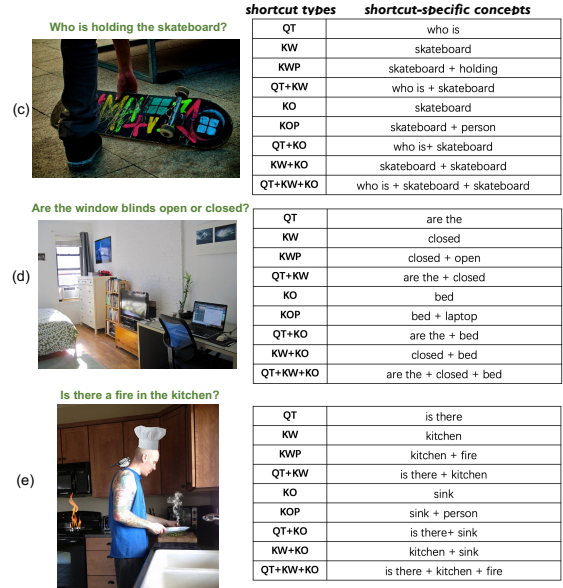 shortcut types shortcut-specific concepts
Who is holding the skateboard?
(c)
QT who is
KW skateboard
KWP skateboard + holding
QT+KW who is + skateboard
KO skateboard
KOP skateboard + person
QT+KO who is+ skateboard
KW+KO skateboard + skateboard
QT+KW+KO who is + skateboard + skateboard
Are the window blinds open or closed?
(d)
QT are the
KW closed
KWP closed + open
QT+KW are the + closed
KO bed
KOP bed + laptop
QT+KO are the + bed
KW+KO closed + bed
QT+KW+KO are the + closed + bed
Is there a fire in the kitchen?
(e)
QT is there
KW kitchen
KWP kitchen + fire
QT+KW is there + kitchen
KO sink
KOP sink + person
QT+KO is there+ sink
KW+KO kitchen + sink
QT+KW+KO is there + kitchen + fire